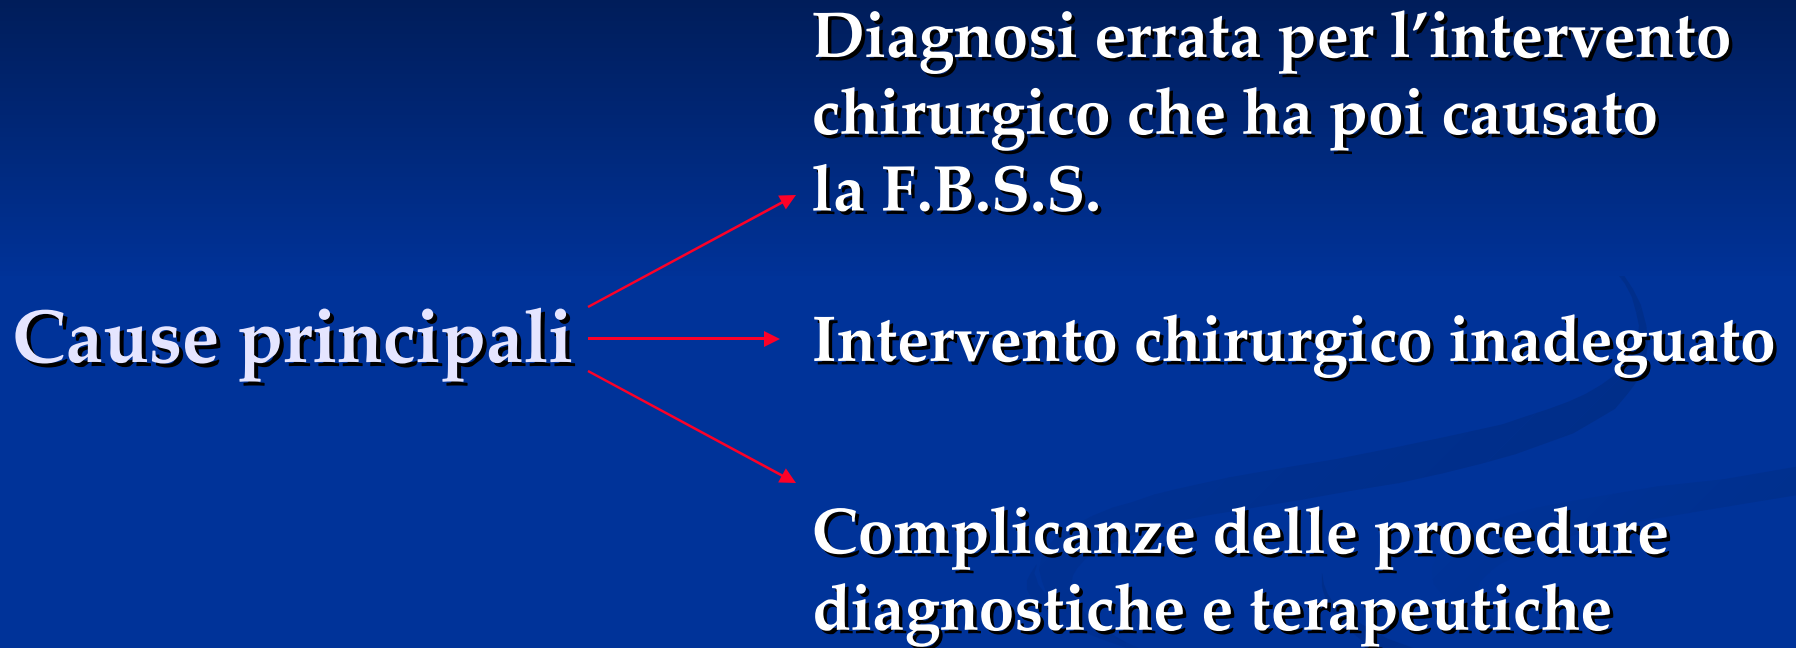 Diagnosi errata per l’intervento
chirurgico che ha poi causato
la F.B.S.S.
Cause principali
Intervento chirurgico inadeguato
Complicanze delle procedure
diagnostiche e terapeutiche